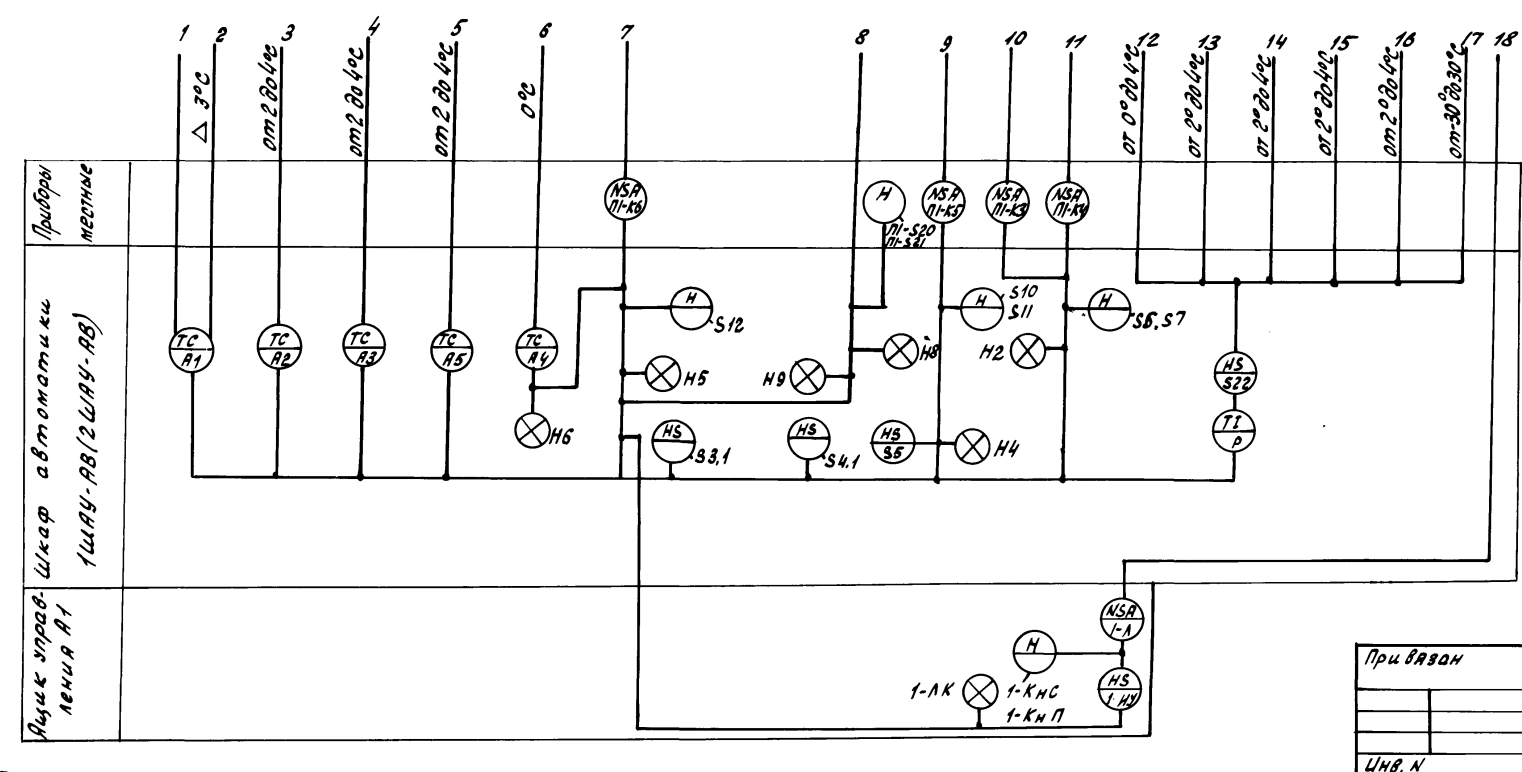 1 2 3 4 5 6 7 8 9 10 11 12 13 14 15 16 17 18
△ 3°С
от 2 до 4°С
от 2 до 4°С
от 2 до 4°С
0°С
от 0° до 4°С
от 2° до 4°С
от 2° до 4°С
от 2° до 4°С
от 2° до 4°С
от -30° до 30°С
Приборы
местные
NSA
П1-К6
H
П1-S20
П1-S21
NSA
П1-К5
NSA
П1-К3
NSA
П1-К4
Шкаф автоматики
1ШАУ-АВ (2ШАУ-АВ)
TC
A1
TC
A2
TC
A3
TC
A5
TC
A4
H6
H
S12
H5
H9
H8
H
S10
S11
H2
H
S6, S7
HS
S22
TI
P
HS
S3.1
HS
S4.1
HS
S5
H4
Ящик управ-
ления А1
NSA
1-Л
H
1-КнС
1-КнП
HS
1-ИУ
1-ЛК
Привязан
Инв. N